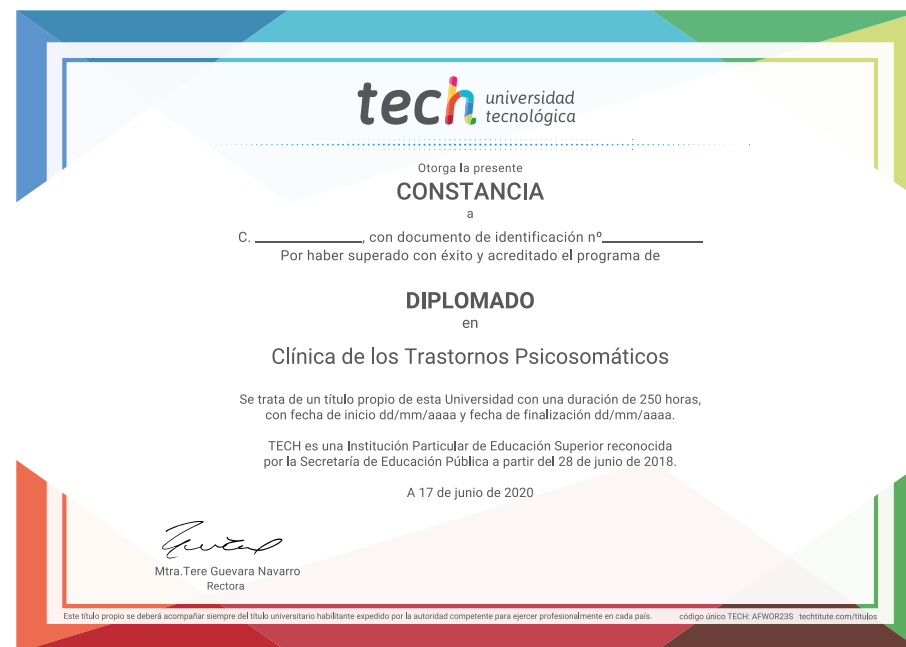 tech universidad
tecnológica
Otorga la presente
CONSTANCIA
a
C. ____________, con documento de identificación nº____________
Por haber superado con éxito y acreditado el programa de
DIPLOMADO
en
Clínica de los Trastornos Psicosomáticos
Se trata de un título propio de esta Universidad con una duración de 250 horas,
con fecha de inicio dd/mm/aaaa y fecha de finalización dd/mm/aaaa.
TECH es una Institución Particular de Educación Superior reconocida
por la Secretaría de Educación Pública a partir del 28 de junio de 2018.
A 17 de junio de 2020
Mtra.Tere Guevara Navarro
Rectora
Este título propio se deberá acompañar siempre del título universitario habilitante expedido por la autoridad competente para ejercer profesionalmente en cada país. código único TECH: AFWOR23S techtitute.com/titulos